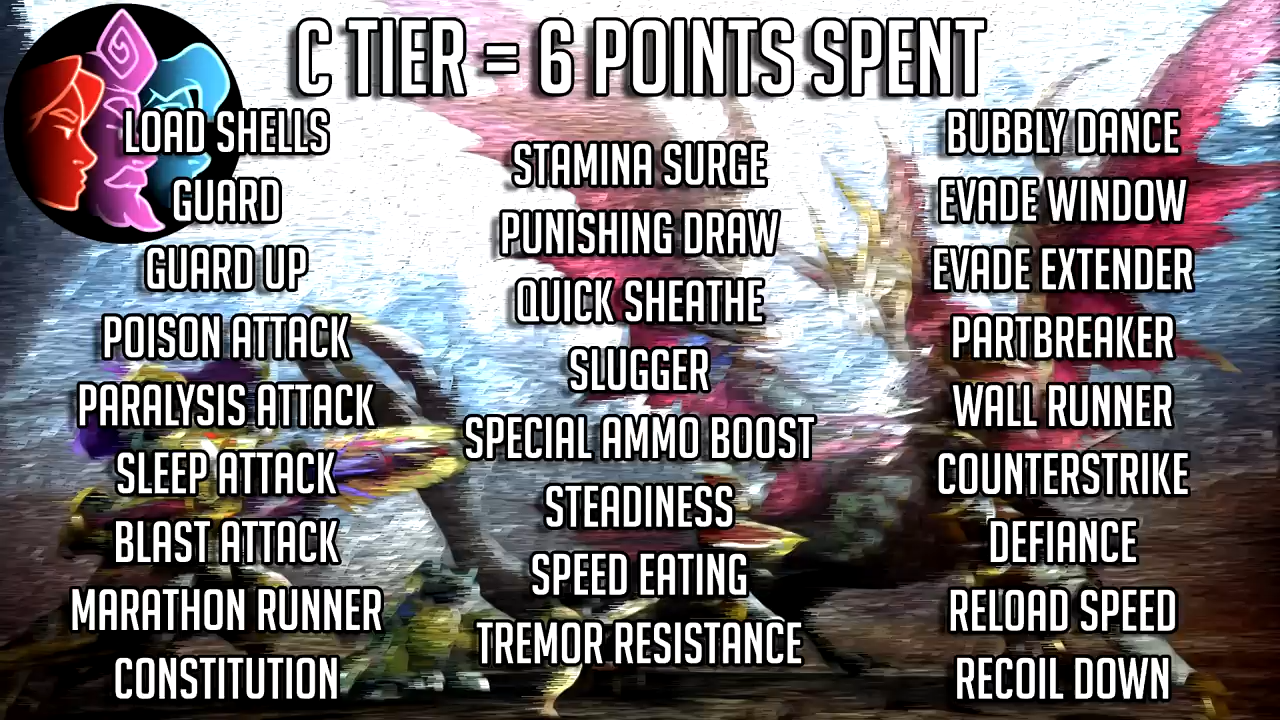 C TIER = 6 POINTS SPENT
LOAD SHELLS
GUARD
GUARD UP
POISON ATTACK
PARALYSIS ATTACK
SLEEP ATTACK
BLAST ATTACK
MARATHON RUNNER
CONSTITUTION
STAMINA SURGE
PUNISHING DRAW
QUICK SHEATHE
SLUGGER
SPECIAL AMMO BOOST
STEADINESS
SPEED EATING
TREMOR RESISTANCE
BUBBLY DANCE
EVADE WINDOW
EVADE EXTENDER
PARTBREAKER
WALL RUNNER
COUNTERSTRIKE
DEFIANCE
RELOAD SPEED
RECOIL DOWN